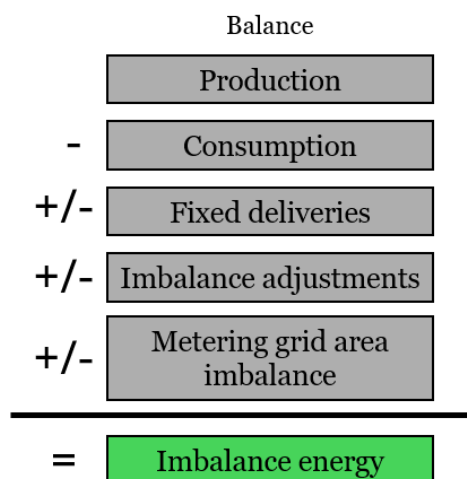 Balance
Production
- Consumption
+/- Fixed deliveries
+/- Imbalance adjustments
+/- Metering grid area
imbalance
= Imbalance energy